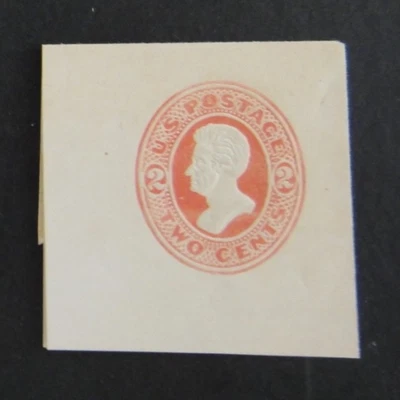 U.S. POSTAGE
2 2
TWO CENTS